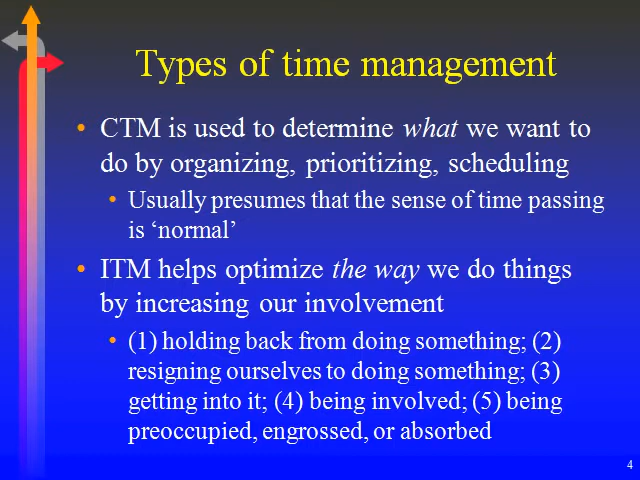 Types of time management
• CTM is used to determine what we want to
do by organizing, prioritizing, scheduling
• Usually presumes that the sense of time passing
is ‘normal’
• ITM helps optimize the way we do things
by increasing our involvement
• (1) holding back from doing something; (2)
resigning ourselves to doing something; (3)
getting into it; (4) being involved; (5) being
preoccupied, engrossed, or absorbed
4